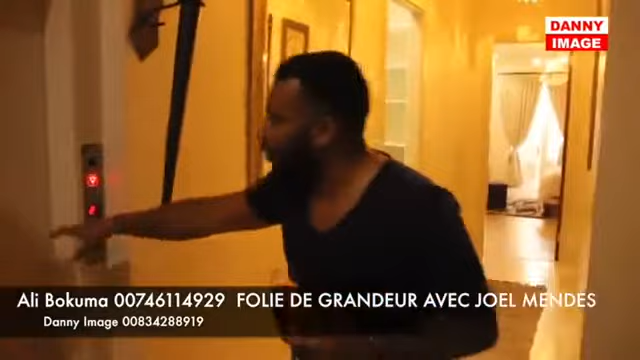 DANNY
IMAGE
Ali Bokuma 00746114929 FOLIE DE GRANDEUR AVEC JOEL MENDES
Danny Image 00834288919